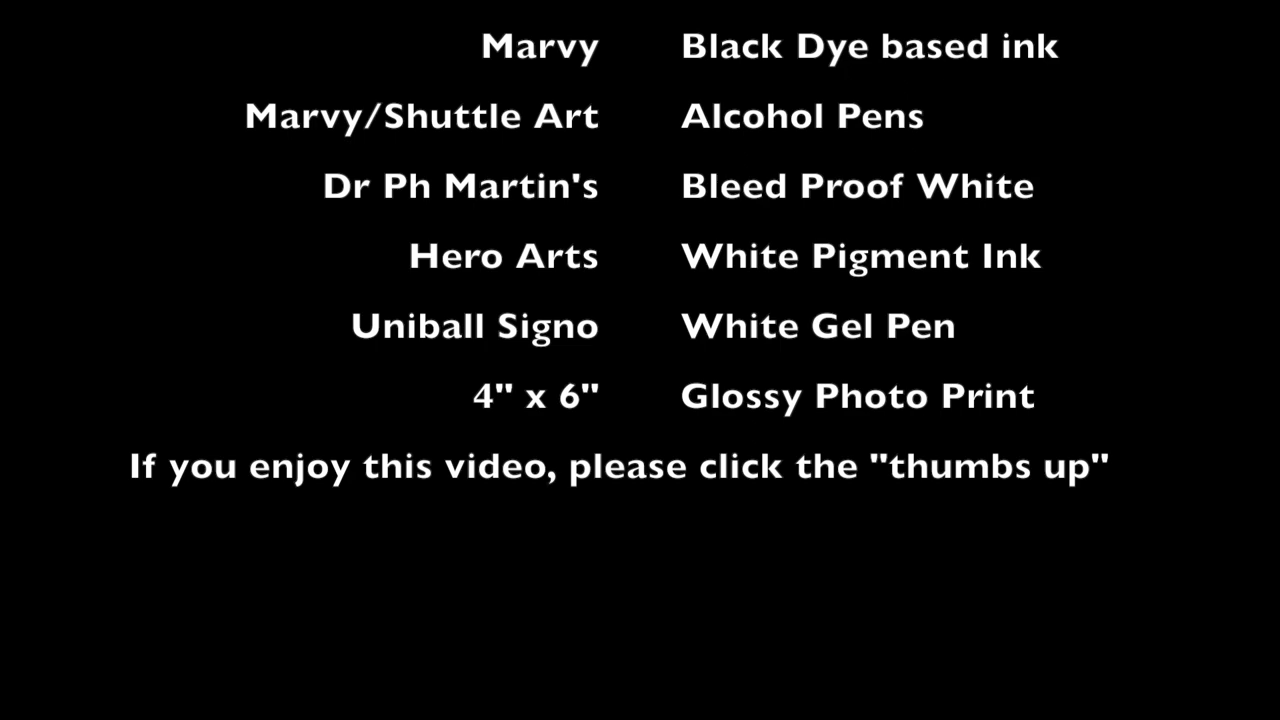 Marvy Black Dye based ink
Marvy/Shuttle Art Alcohol Pens
Dr Ph Martin's Bleed Proof White
Hero Arts White Pigment Ink
Uniball Signo White Gel Pen
4" x 6" Glossy Photo Print
If you enjoy this video, please click the "thumbs up"